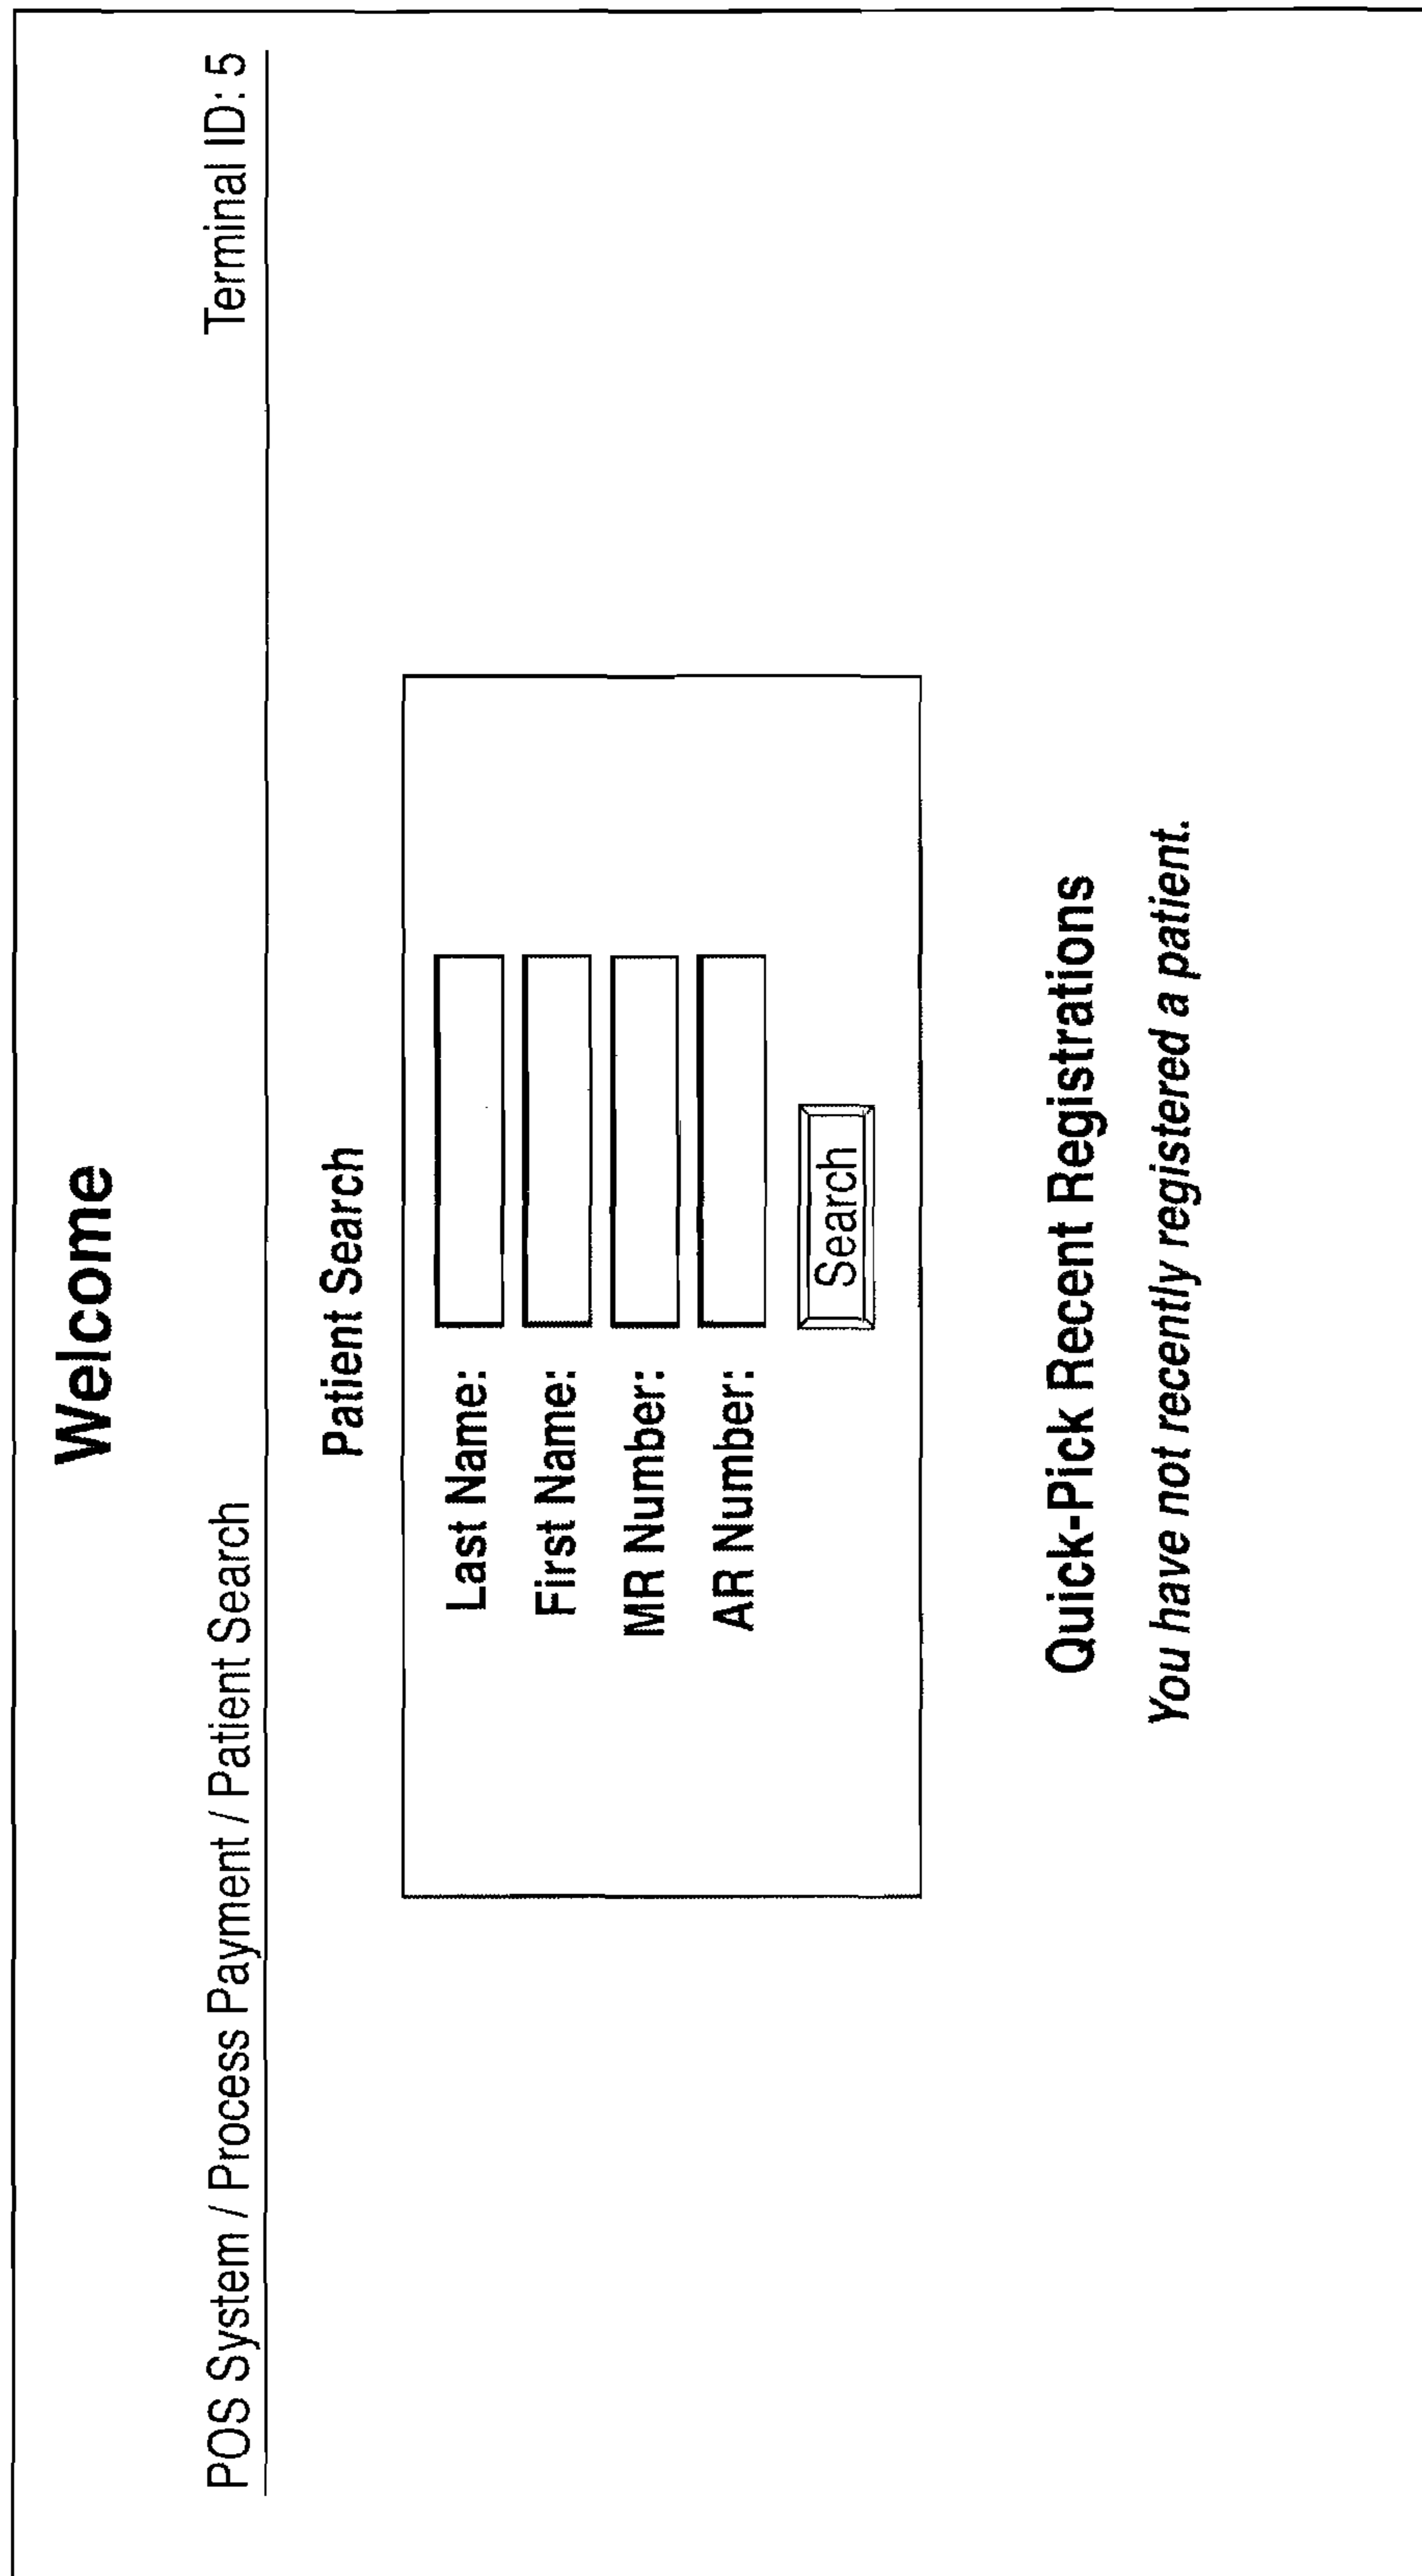 Welcome
POS System / Process Payment / Patient Search Terminal ID: 5
Patient Search
Last Name:
First Name:
MR Number:
AR Number:
Search
Quick-Pick Recent Registrations
You have not recently registered a patient.